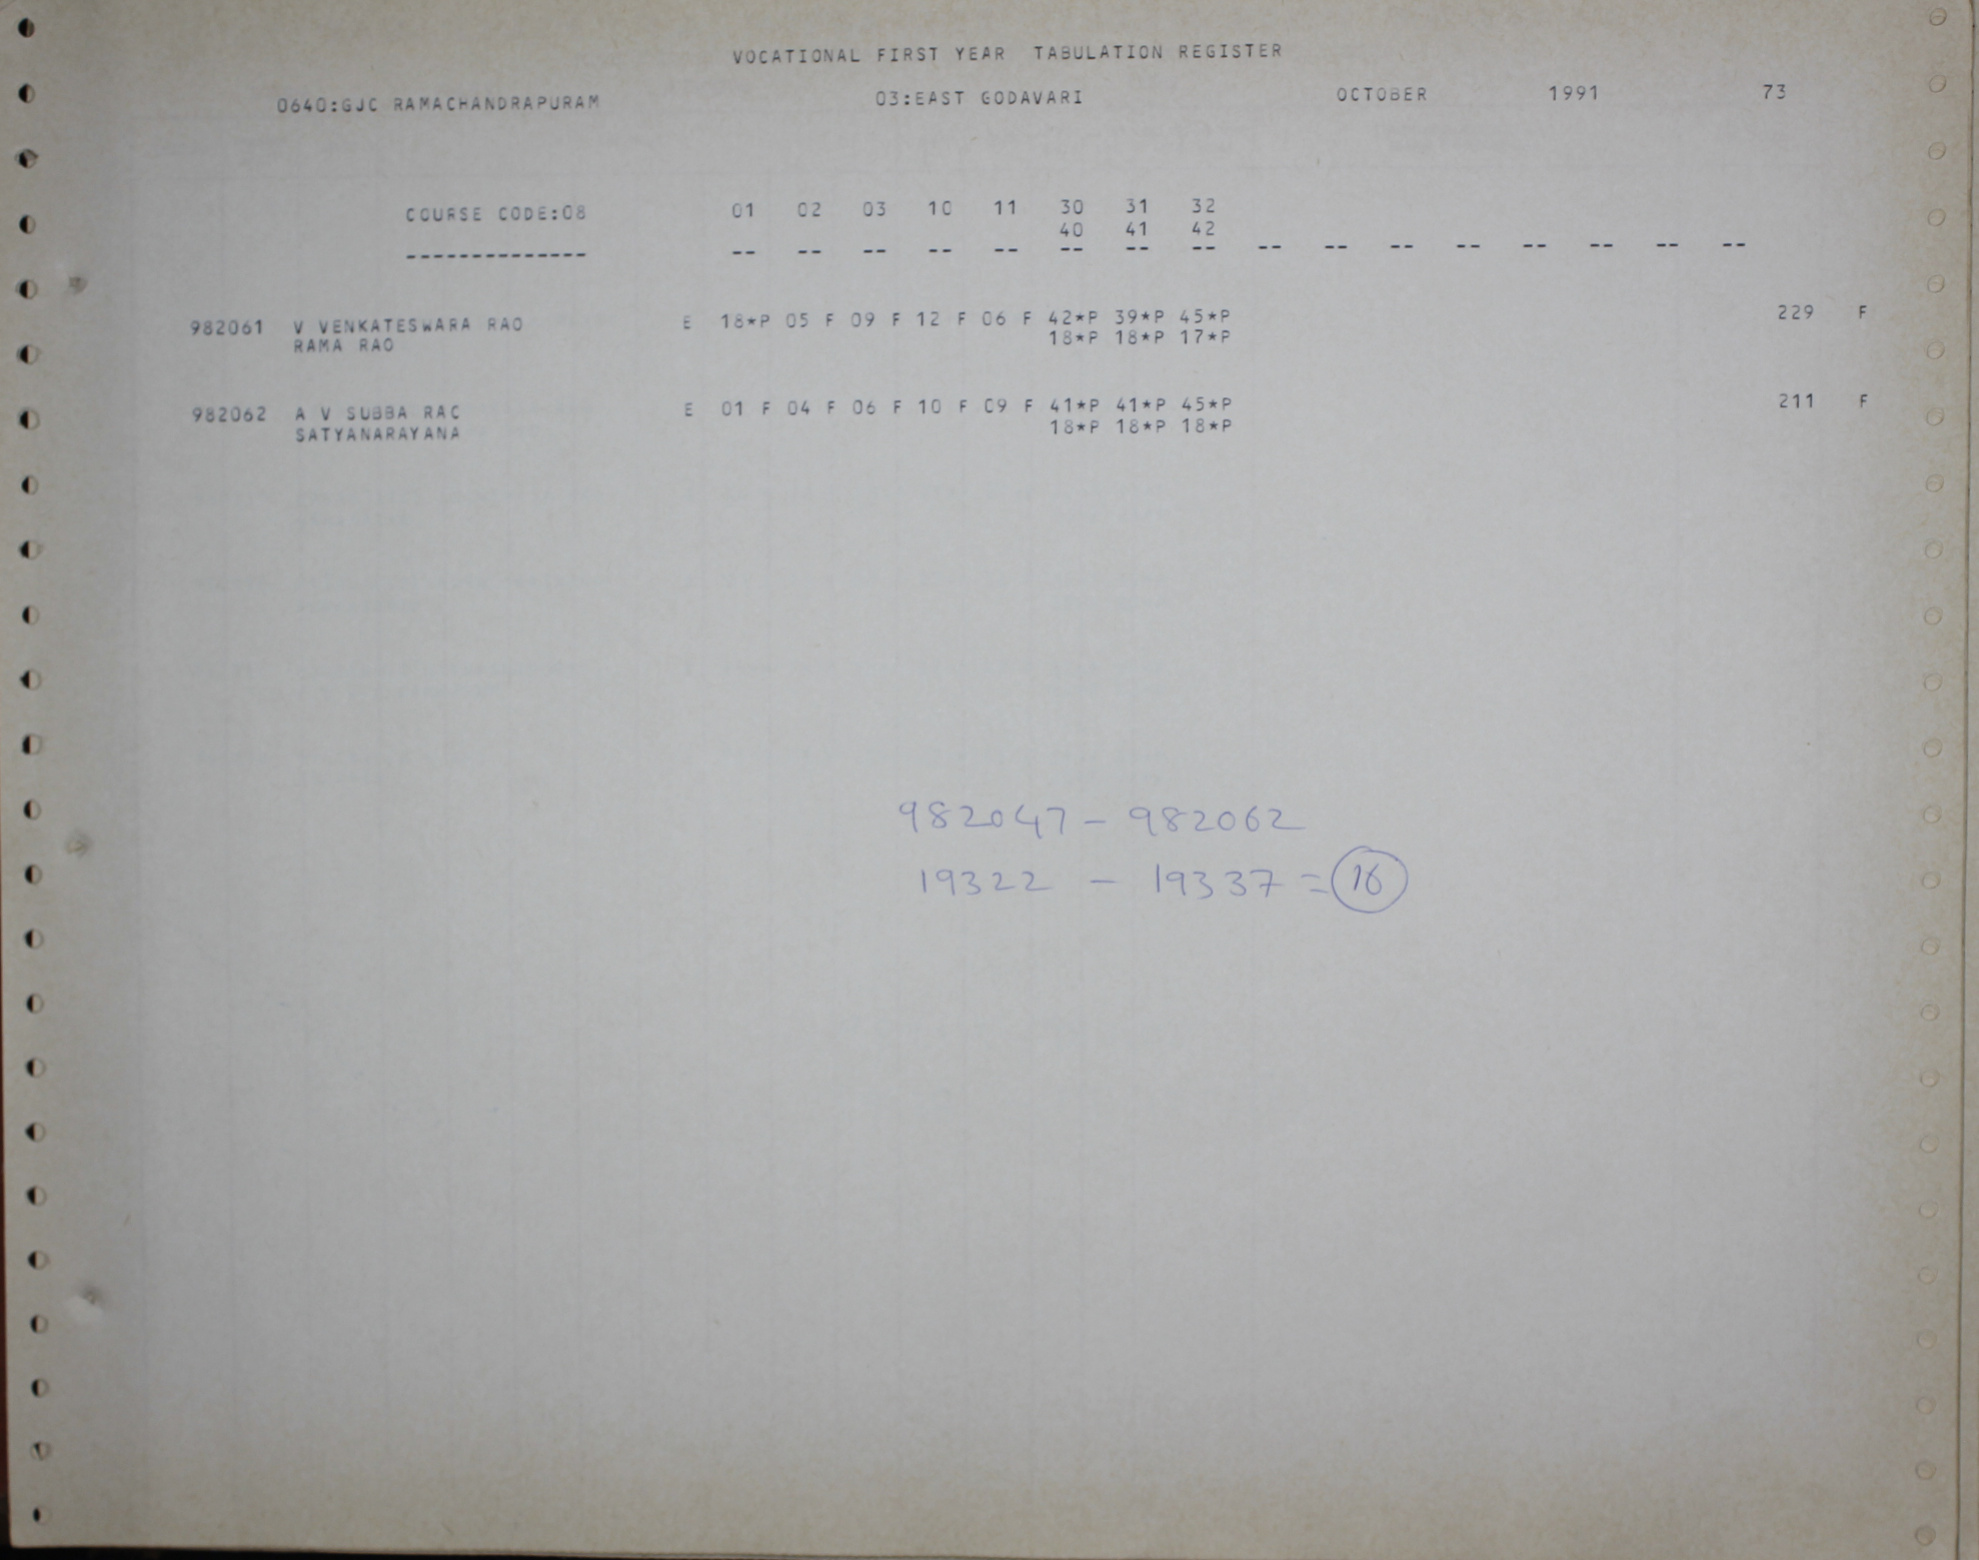 VOCATIONAL FIRST YEAR TABULATION REGISTER
0640:GJC RAMACHANDRAPURAM 03:EAST GODAVARI OCTOBER 1991 73
COURSE CODE:08 01 02 03 10 11 30 31 32
40 41 42
-------------- -- -- -- -- -- -- -- -- -- -- -- -- -- -- -- --
982061 V VENKATESWARA RAO E 18*P 05 F 09 F 12 F 06 F 42*P 39*P 45*P 229 F
RAMA RAO 18*P 18*P 17*P
982062 A V SUBBA RAC E 01 F 04 F 06 F 10 F C9 F 41*P 41*P 45*P 211 F
SATYANARAYANA 18*P 18*P 18*P
982047 - 982062
19322 - 19337 = 16